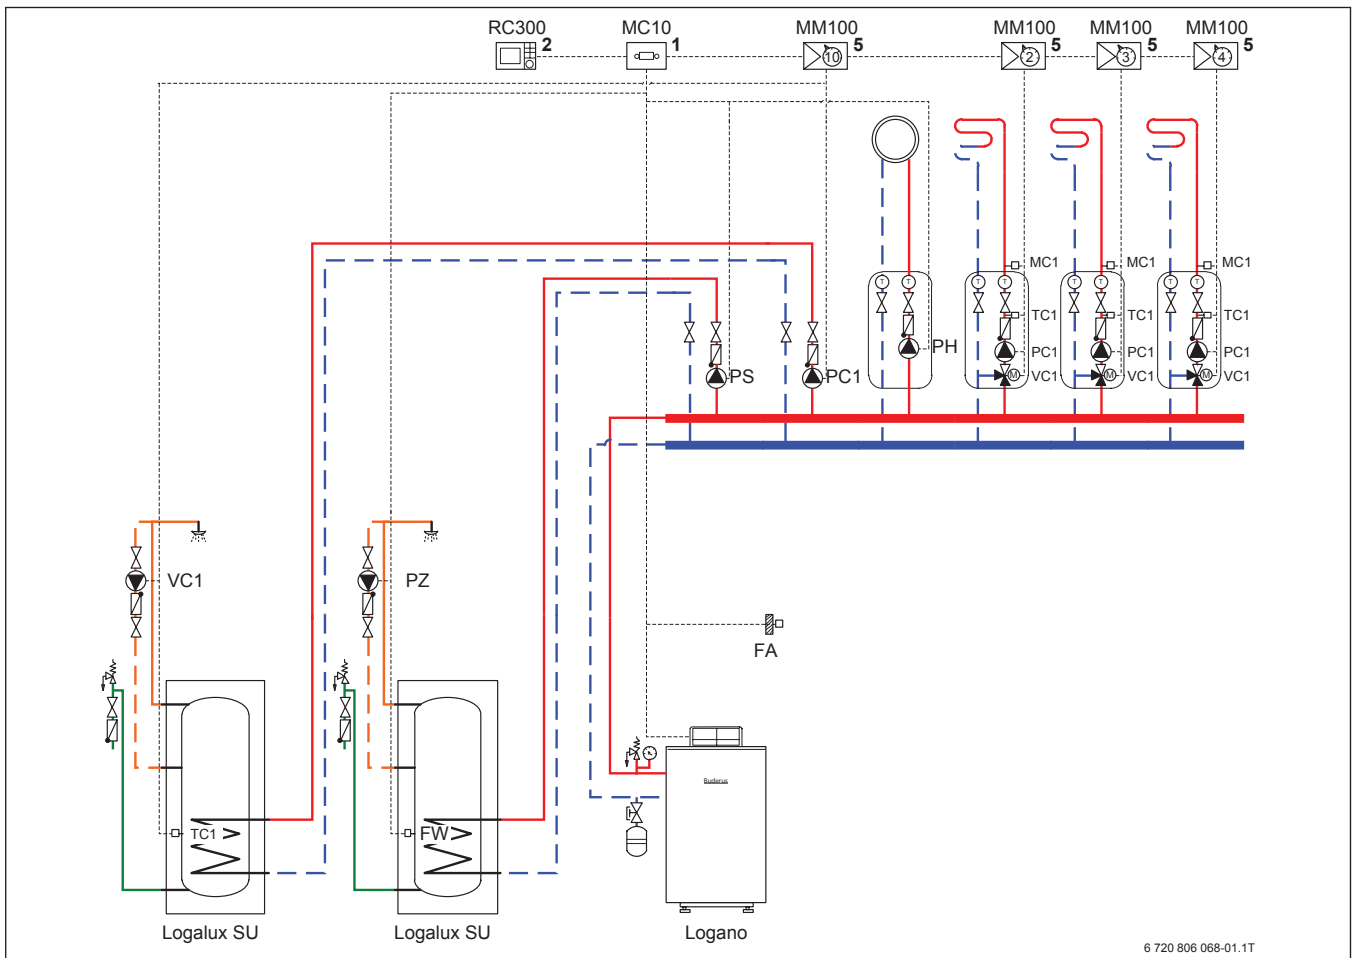 RC300 MC10 MM100 MM100 MM100 MM100
2 1 5 5 5 5
10 2 3 4
MC1 MC1 MC1
T T T T T T T T
TC1 TC1 TC1
PH PC1 PC1 PC1
PS PC1 M VC1 M VC1 M VC1
VC1 PZ
FA
Buderus
TC1 FW
Logalux SU Logalux SU Logano
6 720 806 068-01.1T